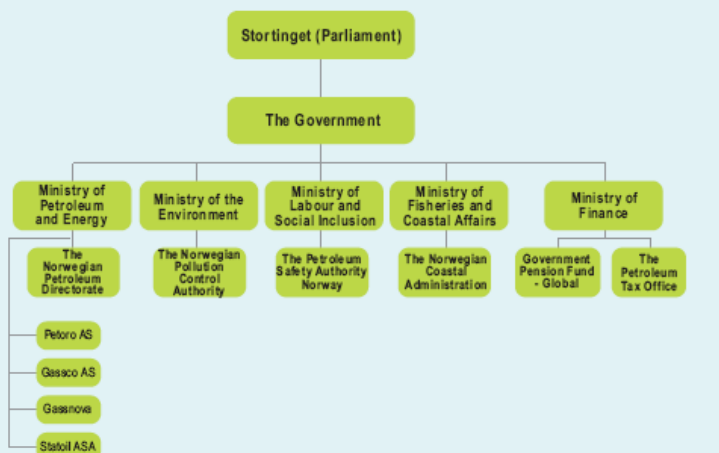 Stortinget (Parliament)
The Government
Ministry of
Petroleum
and Energy
Ministry of the
Environment
Ministry of
Labour and
Social Inclusion
Ministry of
Fisheries and
Coastal Affairs
Ministry of
Finance
The
Norwegian
Petroleum
Directorate
The Norwegian
Pollution
Control
Authority
The Petroleum
Safety Authority
Norway
The Norwegian
Coastal
Administration
Government
Pension Fund
- Global
The
Petroleum
Tax Office
Petoro AS
Gassco AS
Gassnova
Statoil ASA